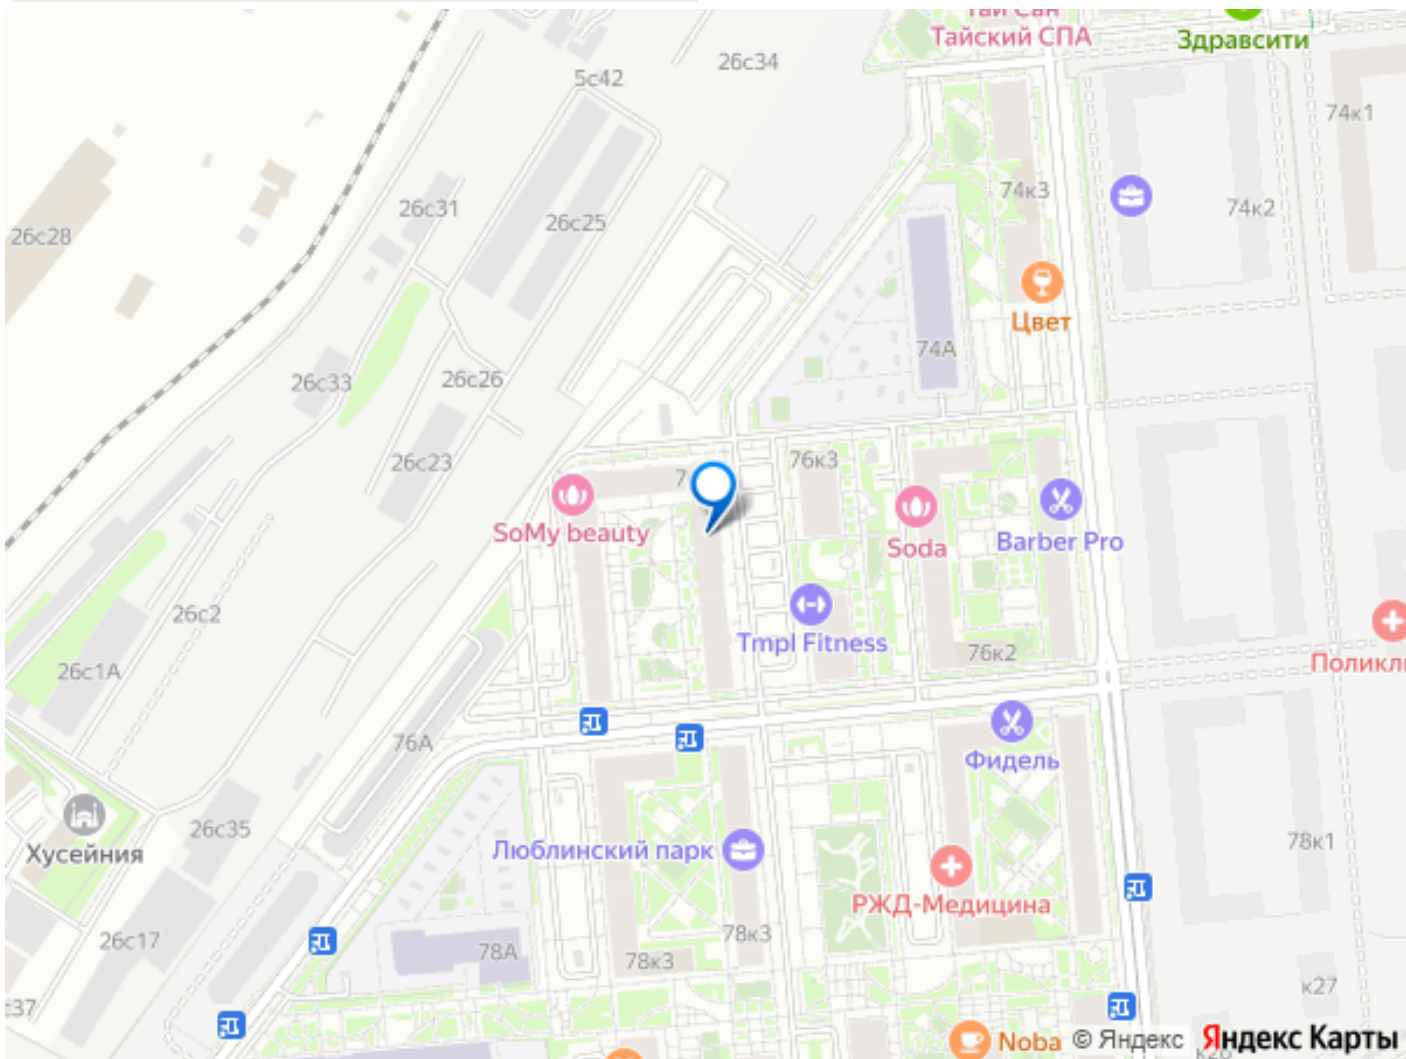 Тай Сан
Тайский СПА
Здравсити
26с34
5с42
74к1
26с31
74к3
74к2
26с28
26с25
Цвет
74А
26с33
26с26
26с23
76к3
SoMy beauty
Soda
Barber Pro
26с2
Tmpl Fitness
76к2
26с1А
76А
Фидель
26с35
Хусейния
Люблинский парк
78к1
РЖД-Медицина
26с17
78А
78к3
78к3
к27
Noba
© Яндекс
Яндекс Карты